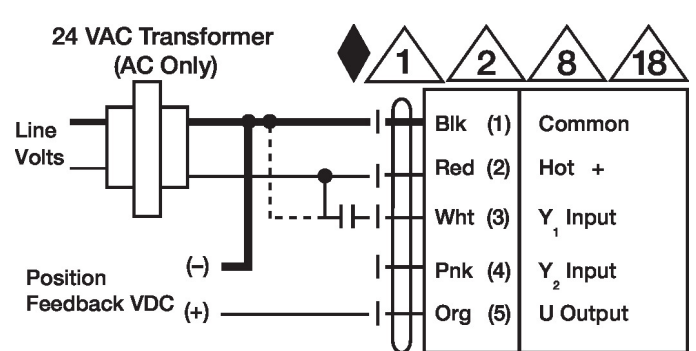 24 VAC Transformer
(AC Only)
1 2 8 18
Line
Volts
Blk (1) Common
Red (2) Hot +
Wht (3) Y1 Input
Pnk (4) Y2 Input
Org (5) U Output
Position
Feedback VDC
(–)
(+)